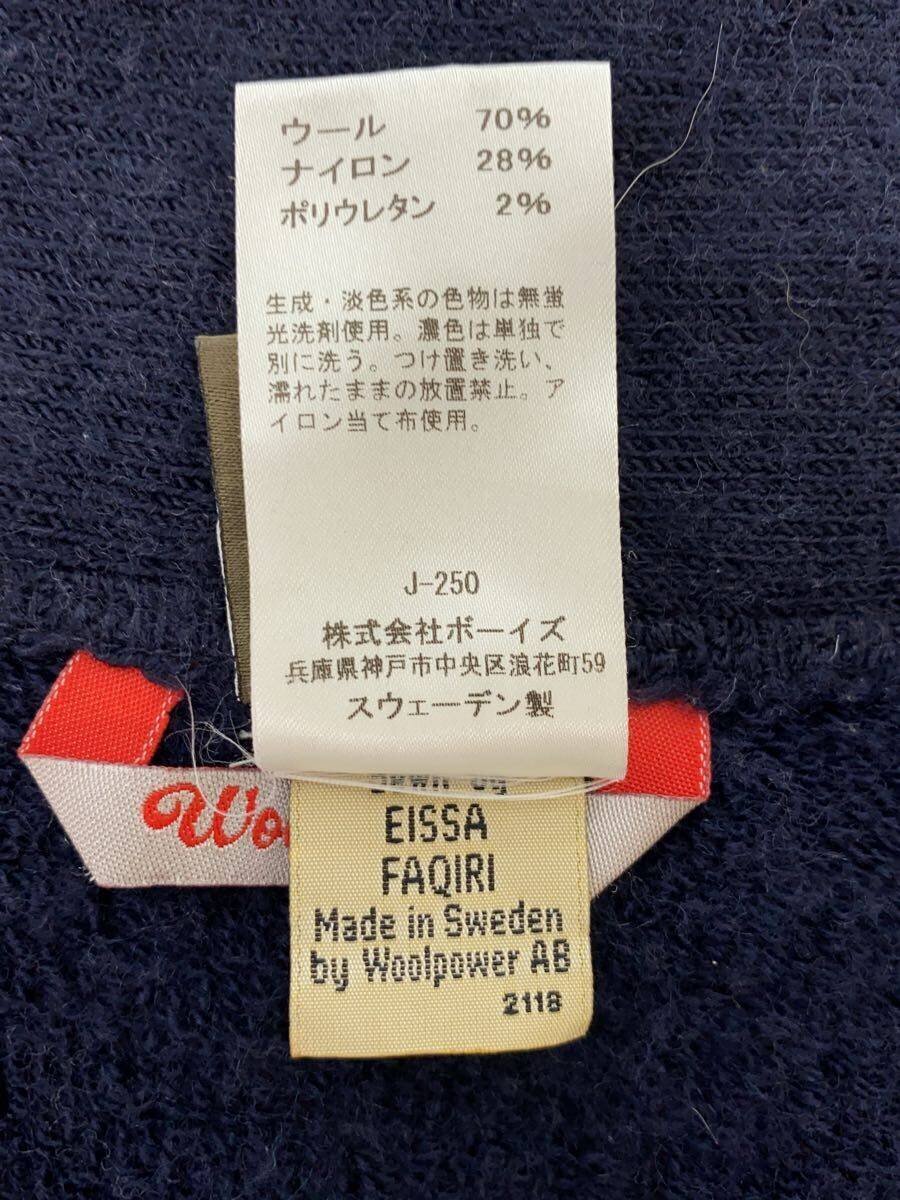 ウール 70%
ナイロン 28%
ポリウレタン 2%
生成・淡色系の色物は無蛍
光洗剤使用。濃色は単独で
別に洗う。つけ置き洗い、
濡れたままの放置禁止。ア
イロン当て布使用。
J-250
株式会社ボーイズ
兵庫県神戸市中央区浪花町59
スウェーデン製
by
EISSA
FAQIRI
Made in Sweden
by Woolpower AB
2118